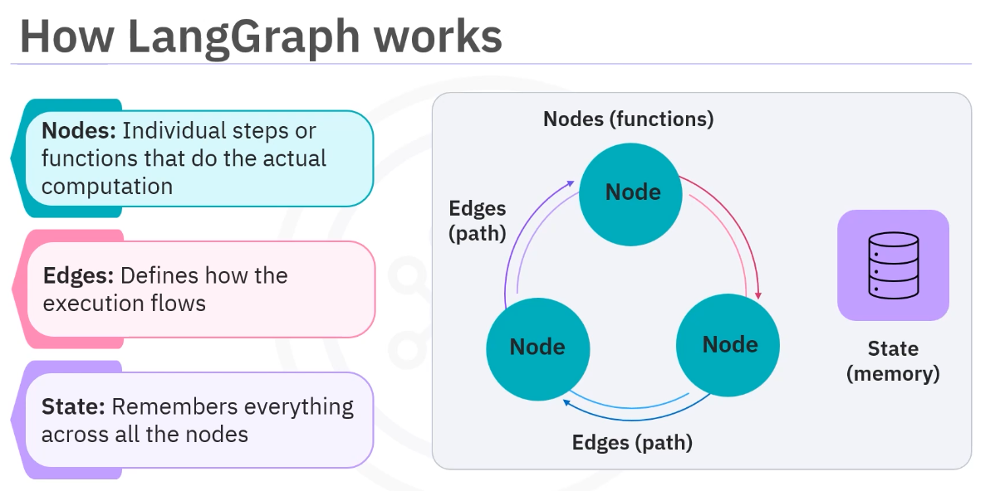 How LangGraph works
Nodes: Individual steps or
functions that do the actual
computation
Edges: Defines how the
execution flows
State: Remembers everything
across all the nodes
Nodes (functions)
Node
Edges
(path)
Node
Node
Edges (path)
State
(memory)